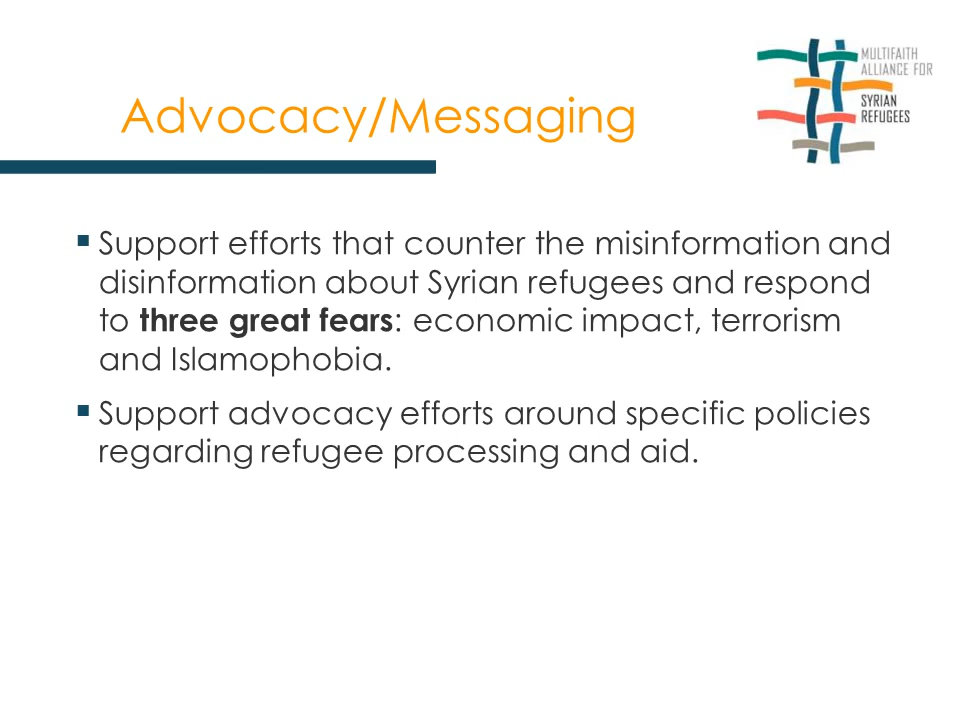 MULTIFAITH
ALLIANCE FOR
SYRIAN
REFUGEES
Advocacy/Messaging
▪ Support efforts that counter the misinformation and
disinformation about Syrian refugees and respond
to three great fears: economic impact, terrorism
and Islamophobia.
▪ Support advocacy efforts around specific policies
regarding refugee processing and aid.